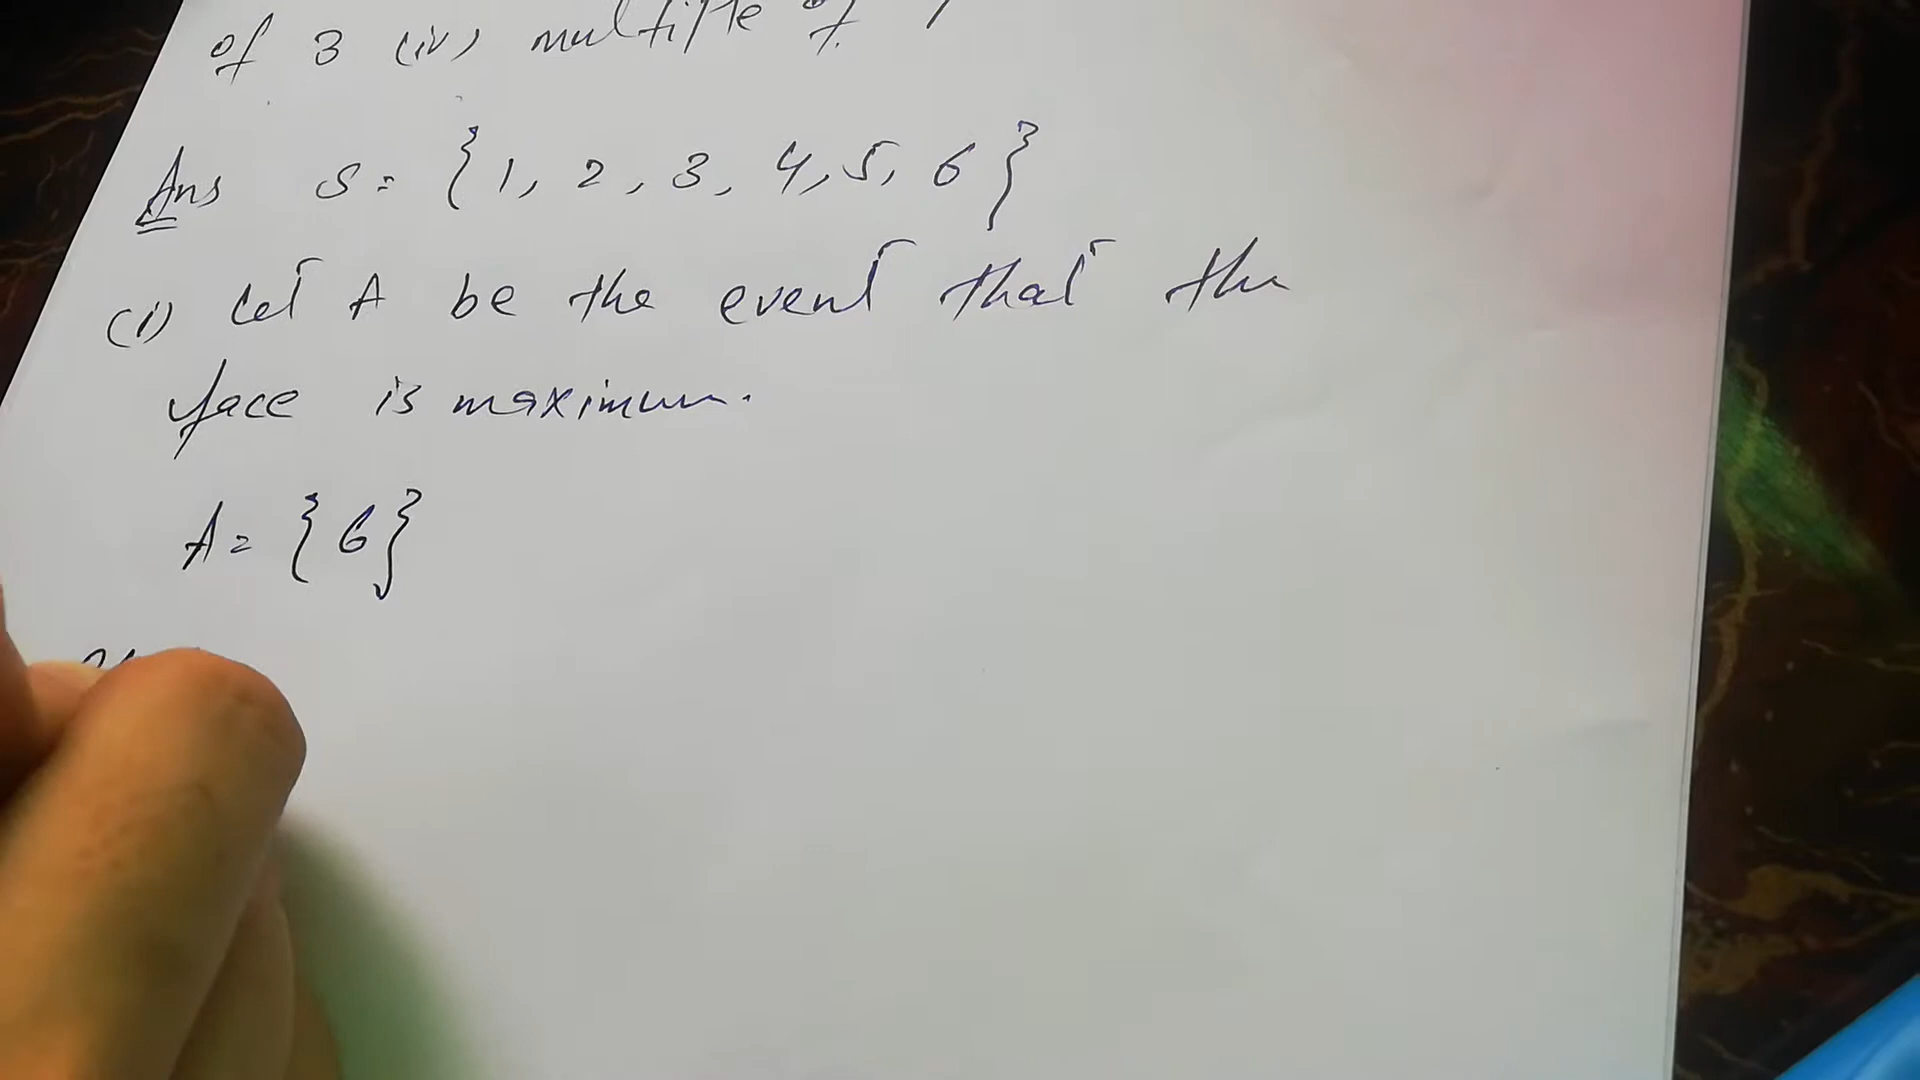 of 3 (iv) multiple of
Ans S = { 1, 2, 3, 4, 5, 6 }
(i) Let A be the event that the
face is maximum.
A = { 6 }